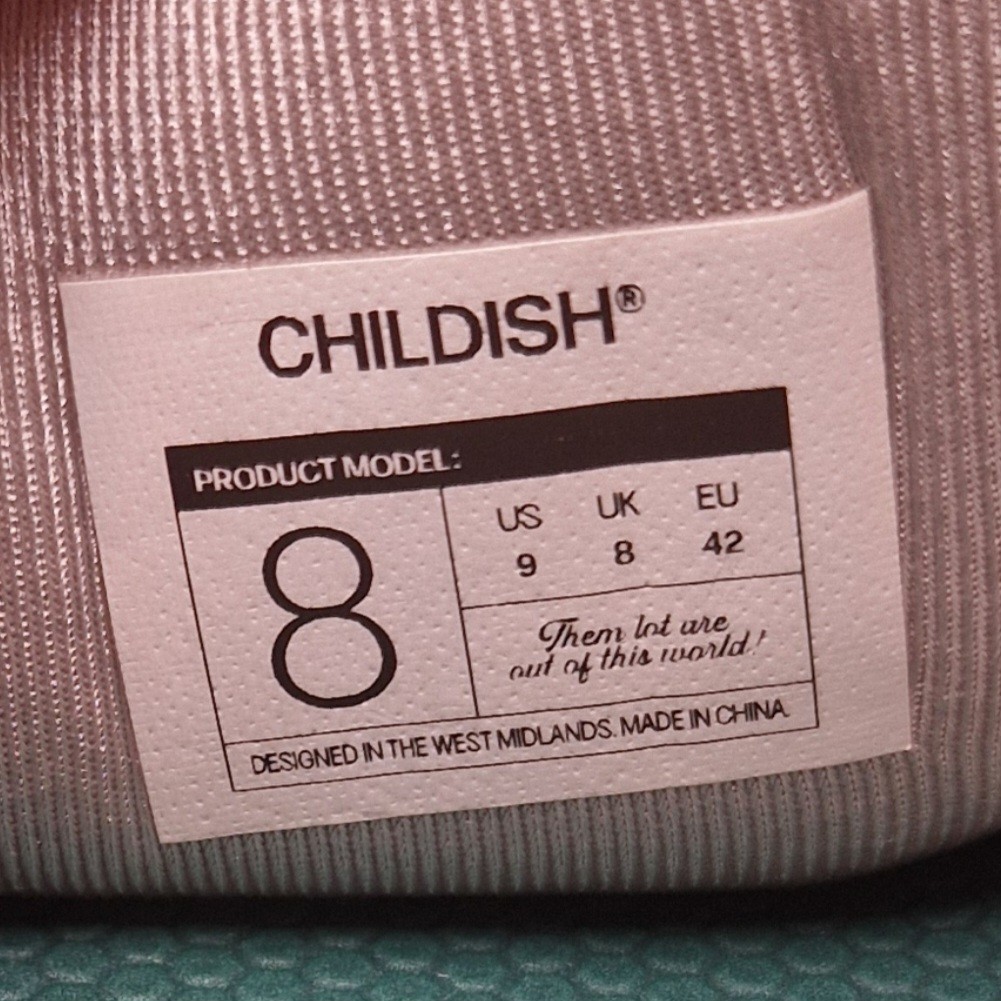 CHILDISH®
PRODUCT MODEL:
8
US UK EU
9 8 42
Them lot are
out of this world!
DESIGNED IN THE WEST MIDLANDS. MADE IN CHINA.